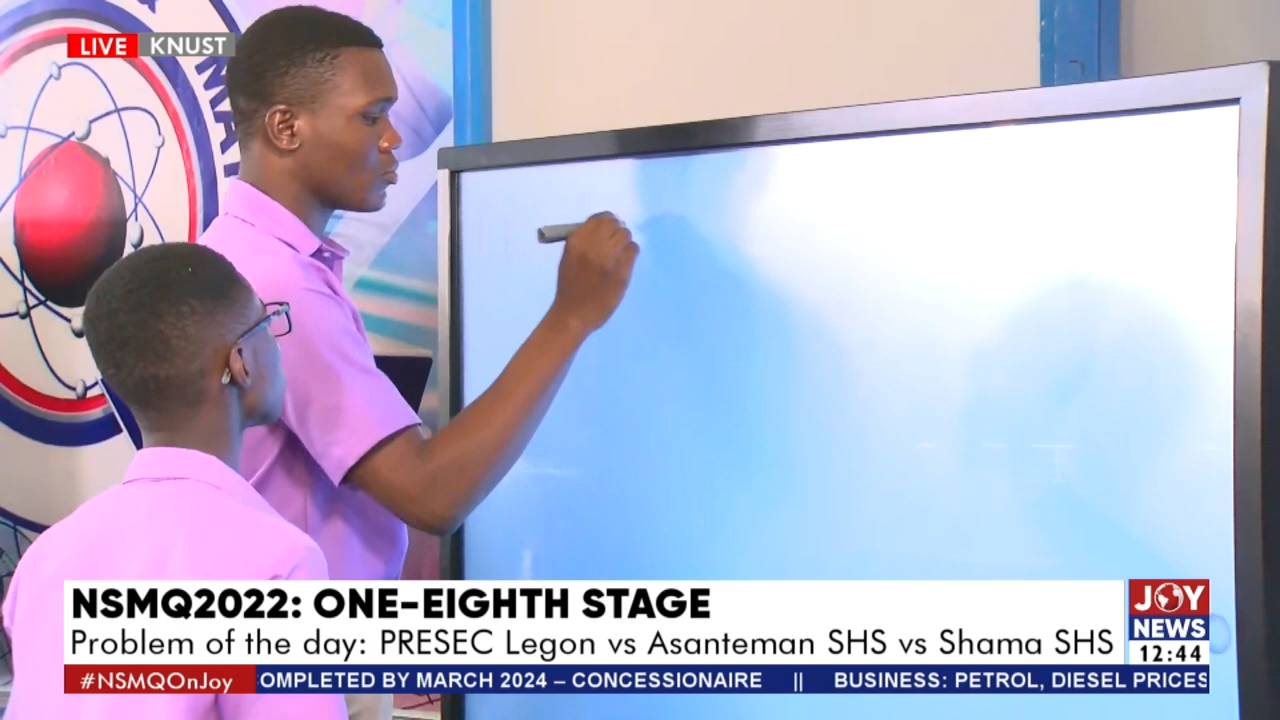 LIVE KNUST
MA
NSMQ2022: ONE-EIGHTH STAGE
Problem of the day: PRESEC Legon vs Asanteman SHS vs Shama SHS
JOY
NEWS
12:44
#NSMQOnJoy OMPLETED BY MARCH 2024 – CONCESSIONAIRE || BUSINESS: PETROL, DIESEL PRICES